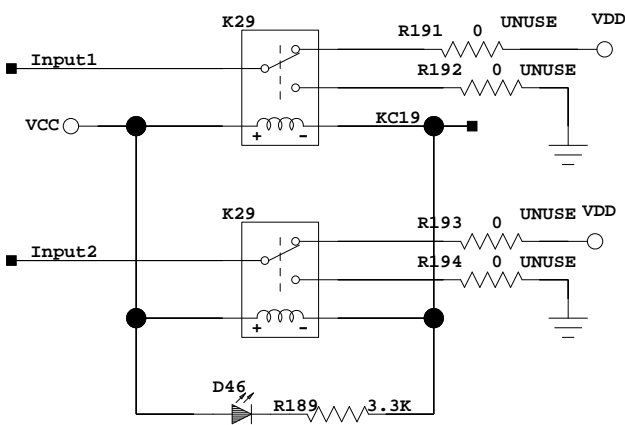 K29
R191 0 UNUSE VDD
Input1
R192 0 UNUSE
VCC
+ -
KC19
K29
R193 0 UNUSE VDD
Input2
R194 0 UNUSE
+ -
D46
R189 3.3K